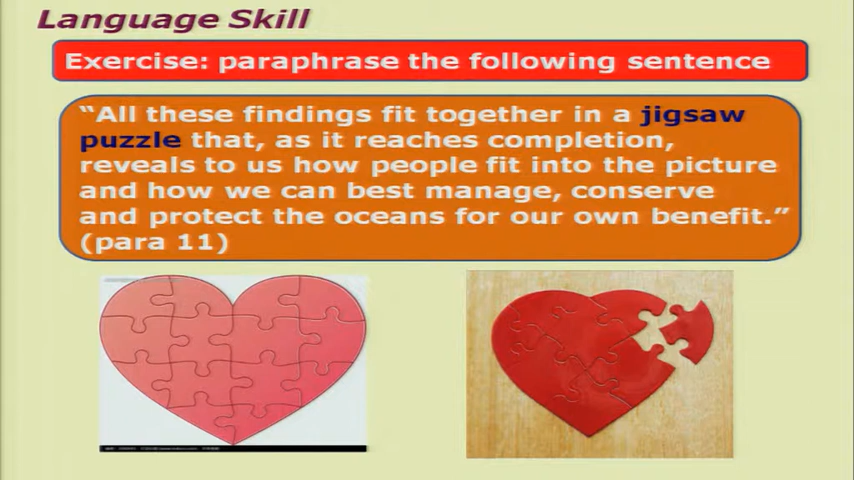 Language Skill
Exercise: paraphrase the following sentence
“All these findings fit together in a jigsaw
puzzle that, as it reaches completion,
reveals to us how people fit into the picture
and how we can best manage, conserve
and protect the oceans for our own benefit.”
(para 11)